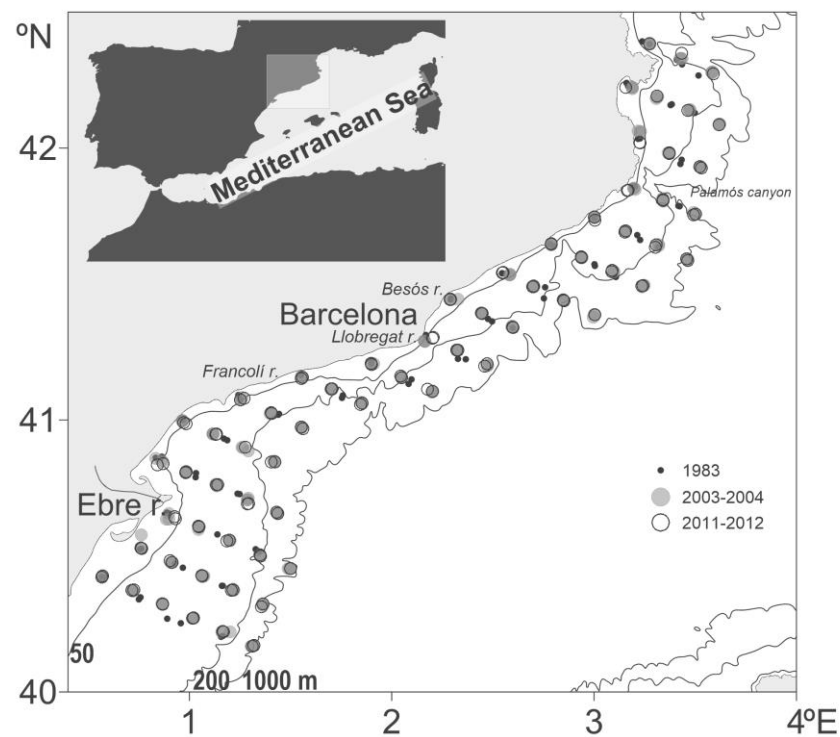 ºN
42
41
40
Mediterranean Sea
Palamós canyon
Besós r.
Barcelona
Llobregat r.
Francolí r.
Ebre r
1983
2003-2004
2011-2012
50
200 1000 m
1 2 3 4ºE